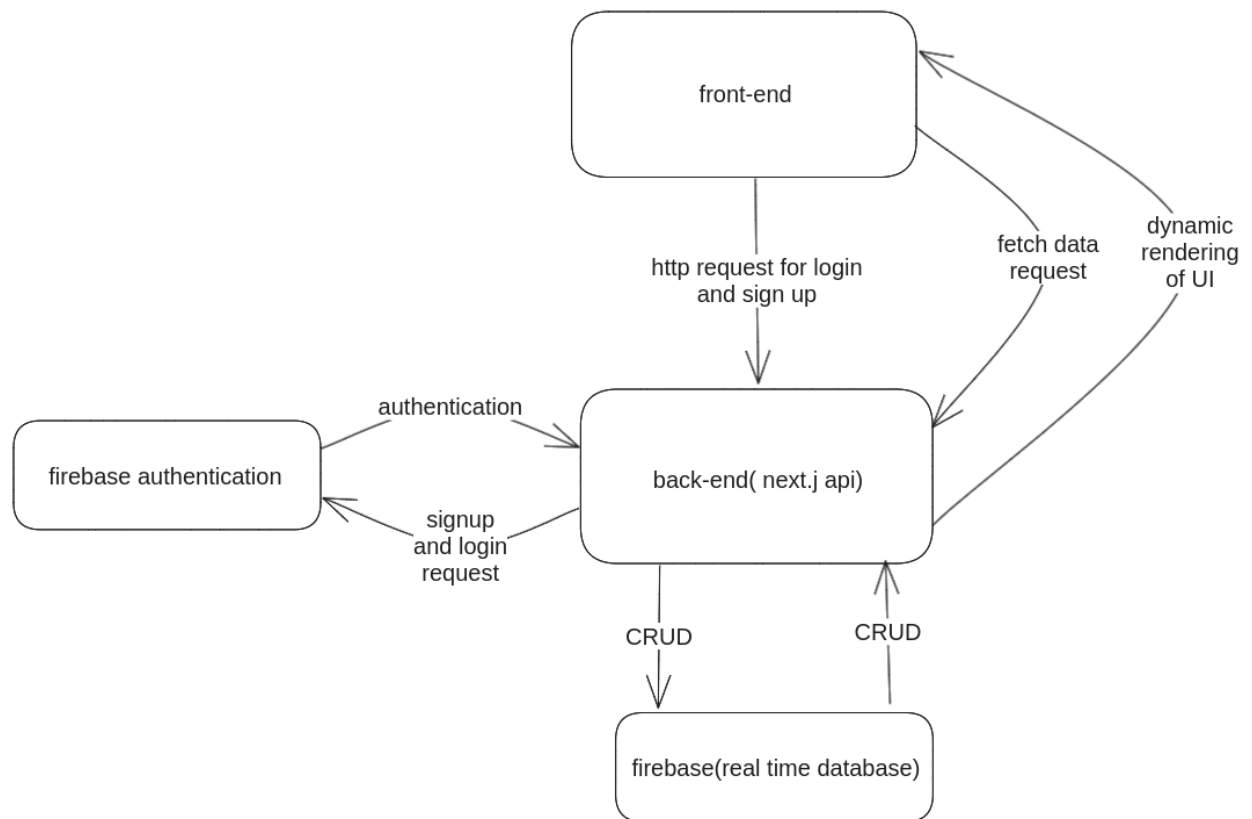 front-end
http request for login
and sign up
fetch data
request
dynamic
rendering
of UI
authentication
firebase authentication
signup
and login
request
back-end( next.j api)
CRUD
CRUD
firebase(real time database)